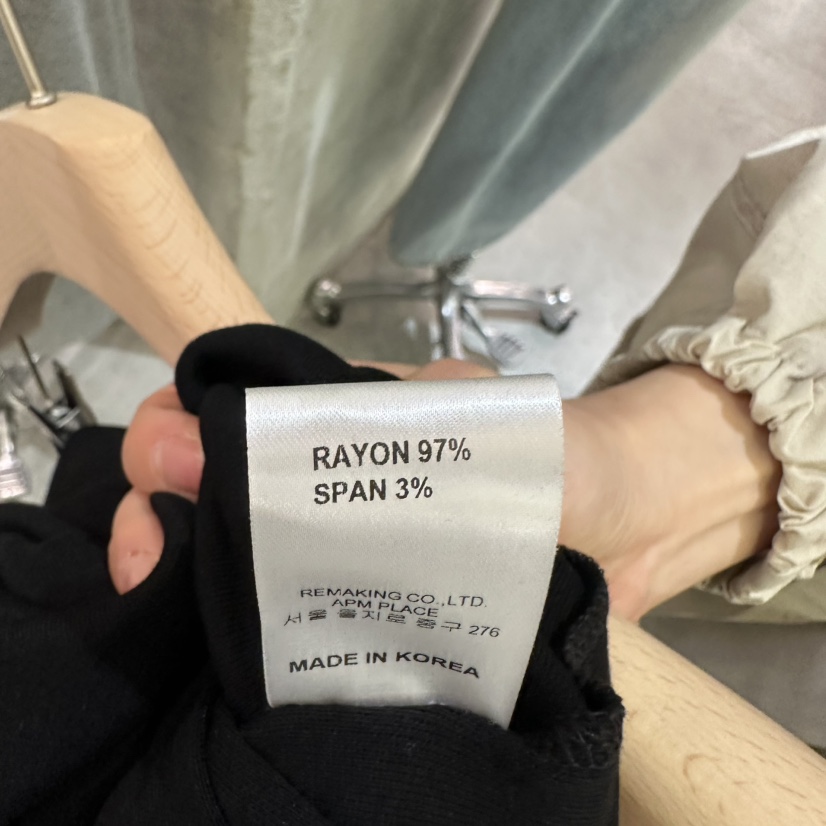 RAYON 97%
SPAN 3%
REMAKING CO.,LTD.
APM PLACE
서울 을지로 중구 276
MADE IN KOREA